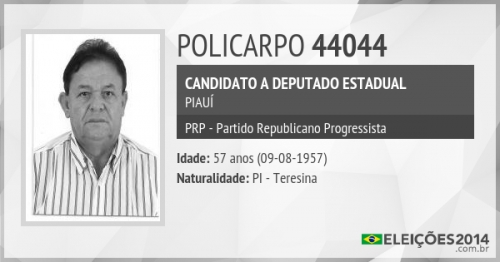 POLICARPO 44044
CANDIDATO A DEPUTADO ESTADUAL
PIAUÍ
PRP - Partido Republicano Progressista
Idade: 57 anos (09-08-1957)
Naturalidade: PI - Teresina
ELEIÇÕES2014
.com.br